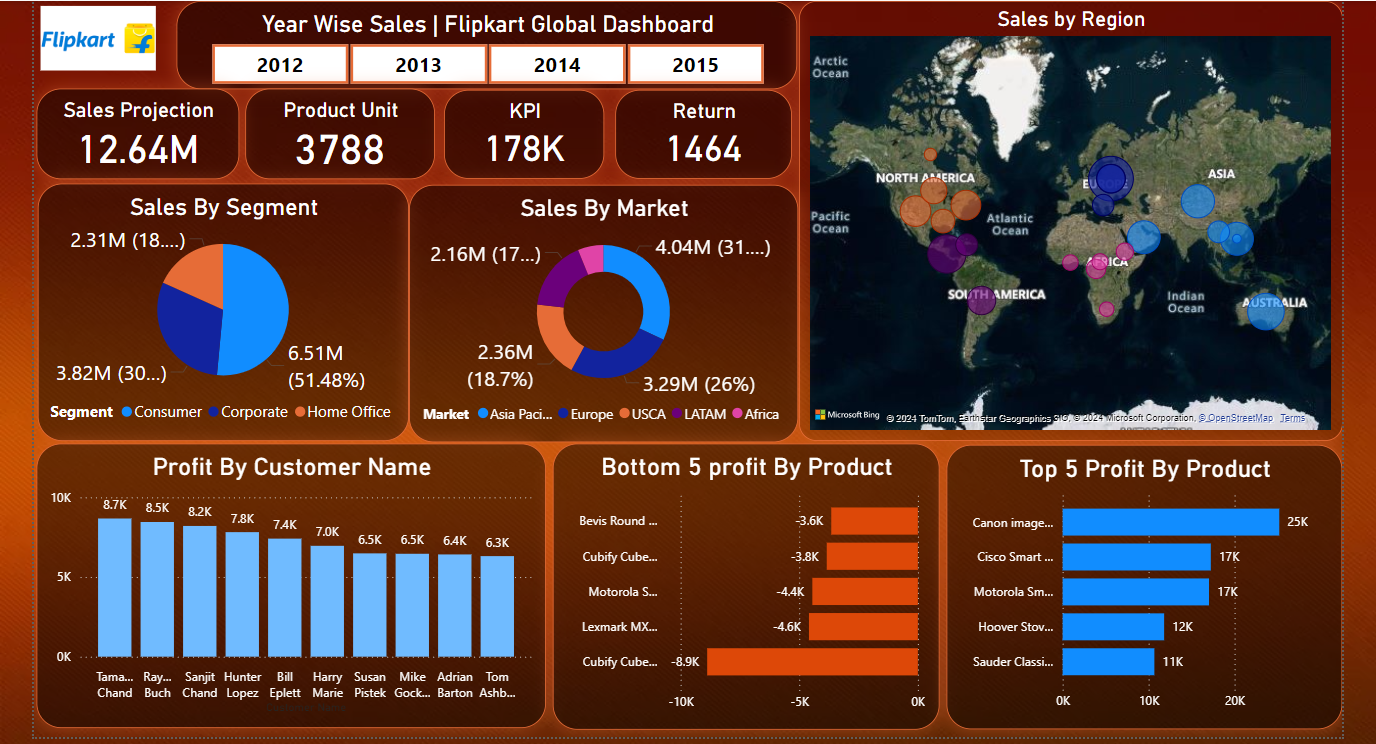 Flipkart
Year Wise Sales | Flipkart Global Dashboard
2012
2013
2014
2015
Sales Projection
12.64M
Product Unit
3788
KPI
178K
Return
1464
Sales by Region
Arctic
Ocean
NORTH AMERICA
ASIA
Pacific
Ocean
Atlantic
Ocean
AFRICA
SOUTH AMERICA
Indian
Ocean
AUSTRALIA
Microsoft Bing
© 2024 TomTom, Earthstar Geographics SIO, © 2024 Microsoft Corporation, © OpenStreetMap Terms
Sales By Segment
2.31M (18....)
3.82M (30...)
6.51M
(51.48%)
Segment Consumer Corporate Home Office
Sales By Market
2.16M (17...)
4.04M (31....)
2.36M
(18.7%)
3.29M (26%)
Market Asia Paci... Europe USCA LATAM Africa
Profit By Customer Name
10K
5K
0K
8.7K
8.5K
8.2K
7.8K
7.4K
7.0K
6.5K
6.5K
6.4K
6.3K
Tama...
Chand
Ray...
Buch
Sanjit
Chand
Hunter
Lopez
Bill
Eplett
Harry
Marie
Susan
Pistek
Mike
Gock...
Adrian
Barton
Tom
Ashb...
Bottom 5 profit By Product
Bevis Round ...
-3.6K
Cubify Cube...
-3.8K
Motorola S...
-4.4K
Lexmark MX...
-4.6K
Cubify Cube...
-8.9K
-10K
-5K
0K
Top 5 Profit By Product
Canon image...
25K
Cisco Smart ...
17K
Motorola Sm...
17K
Hoover Stov...
12K
Sauder Classi...
11K
0K
10K
20K